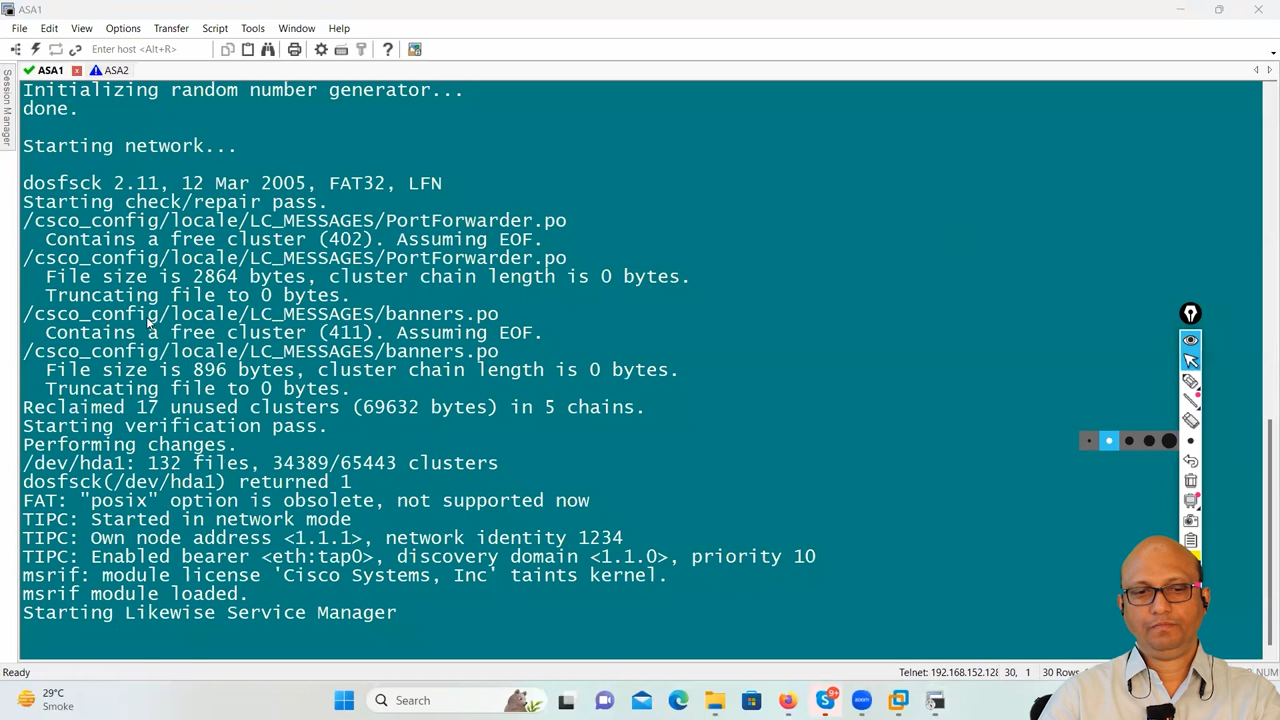 ASA1
File Edit View Options Transfer Script Tools Window Help
Enter host <Alt+R>
ASA1 ASA2
Session Manager
Initializing random number generator...
done.
Starting network...
dosfsck 2.11, 12 Mar 2005, FAT32, LFN
Starting check/repair pass.
/csco_config/locale/LC_MESSAGES/PortForwarder.po
Contains a free cluster (402). Assuming EOF.
/csco_config/locale/LC_MESSAGES/PortForwarder.po
File size is 2864 bytes, cluster chain length is 0 bytes.
Truncating file to 0 bytes.
/csco_config/locale/LC_MESSAGES/banners.po
Contains a free cluster (411). Assuming EOF.
/csco_config/locale/LC_MESSAGES/banners.po
File size is 896 bytes, cluster chain length is 0 bytes.
Truncating file to 0 bytes.
Reclaimed 17 unused clusters (69632 bytes) in 5 chains.
Starting verification pass.
Performing changes.
/dev/hda1: 132 files, 34389/65443 clusters
dosfsck(/dev/hda1) returned 1
FAT: "posix" option is obsolete, not supported now
TIPC: Started in network mode
TIPC: Own node address <1.1.1>, network identity 1234
TIPC: Enabled bearer <eth:tap0>, discovery domain <1.1.0>, priority 10
msrif: module license 'Cisco Systems, Inc' taints kernel.
msrif module loaded.
Starting Likewise Service Manager
Ready Telnet: 192.168.152.128 30, 1 30 Rows NUM
29°C
Smoke
Search
9+